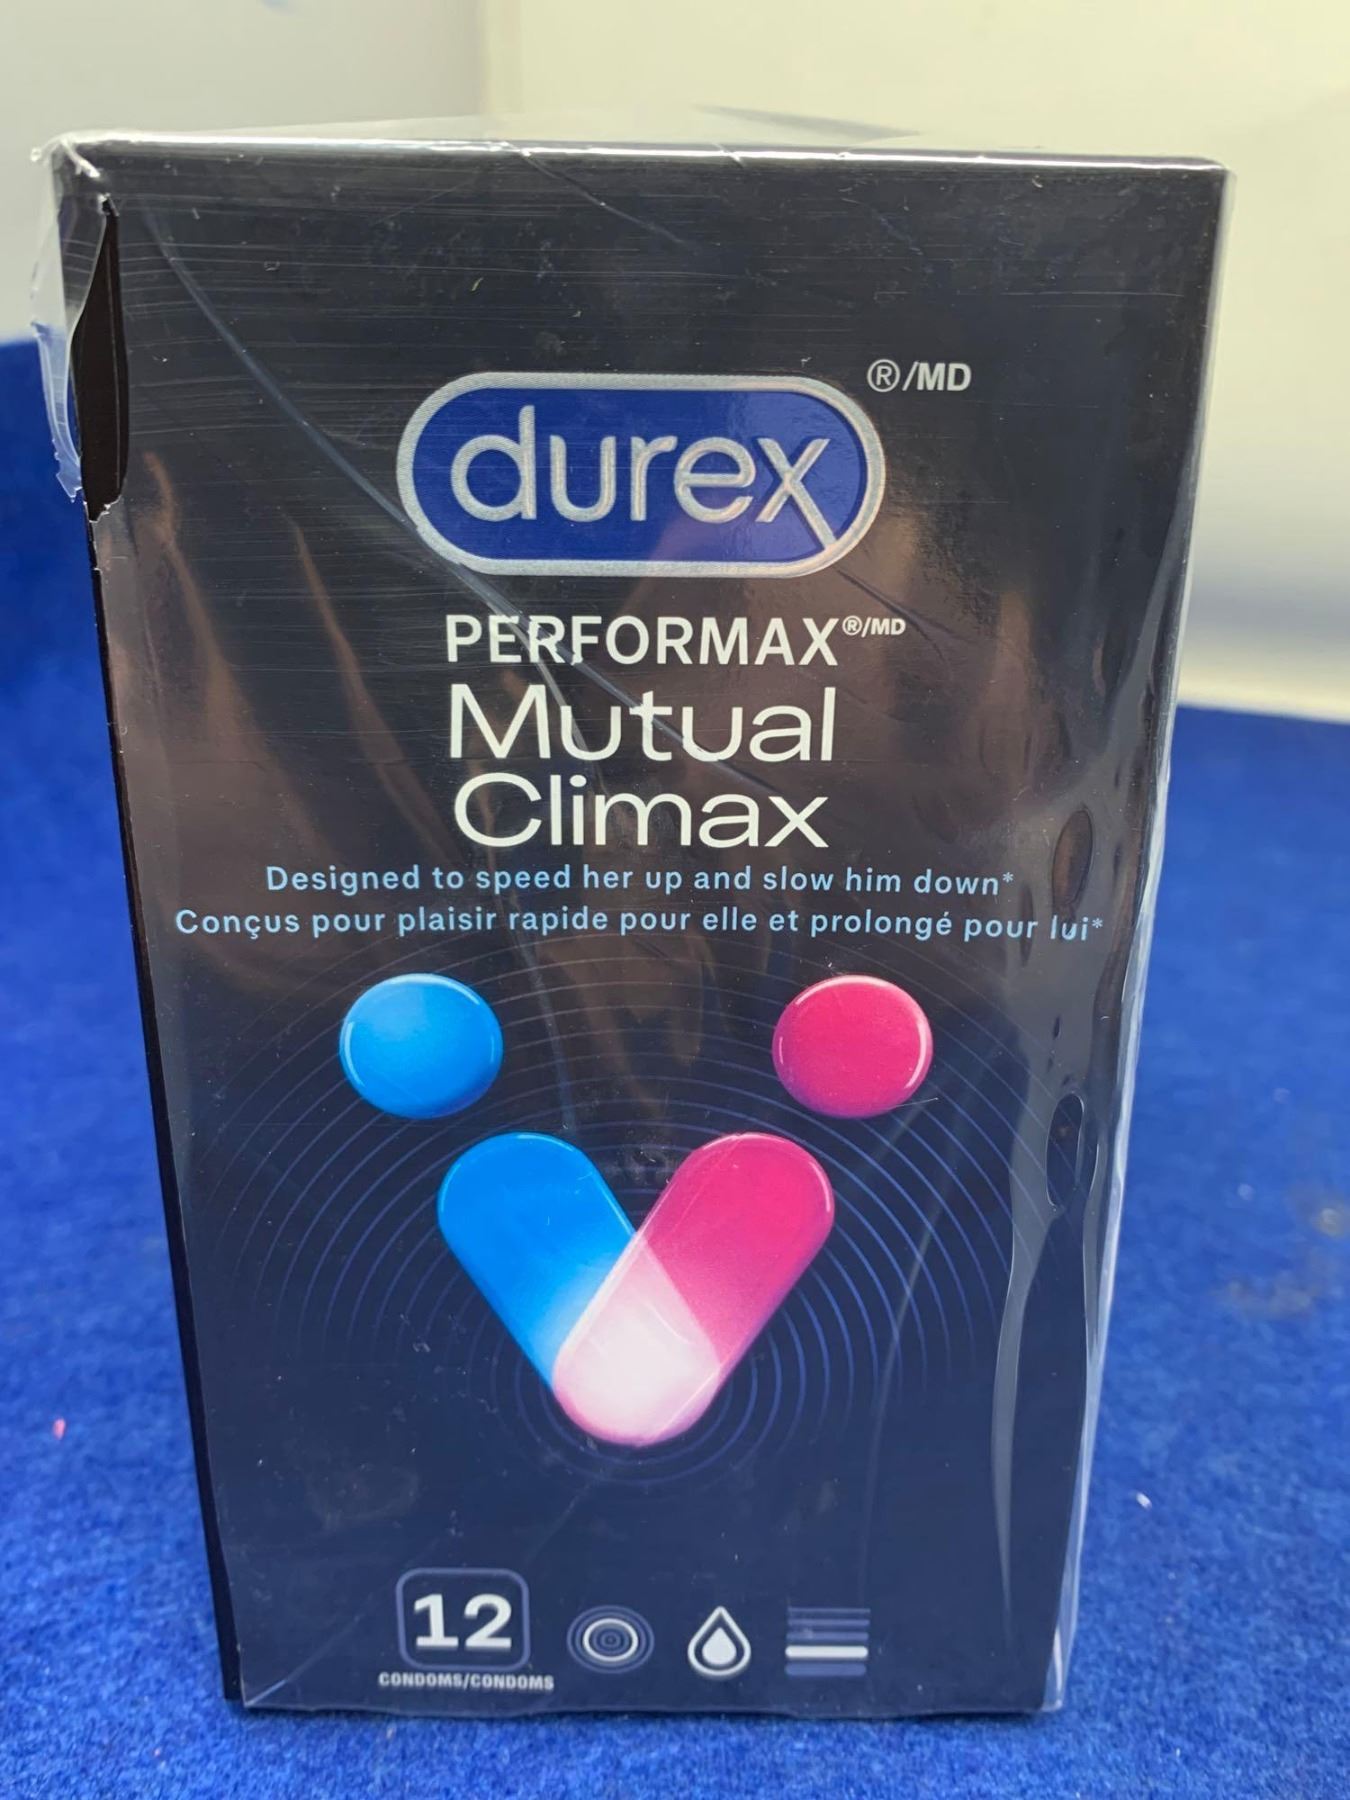 ®/MD
durex
PERFORMAX®/MD
Mutual
Climax
Designed to speed her up and slow him down*
Conçus pour plaisir rapide pour elle et prolongé pour lui*
12
CONDOMS/CONDOMS